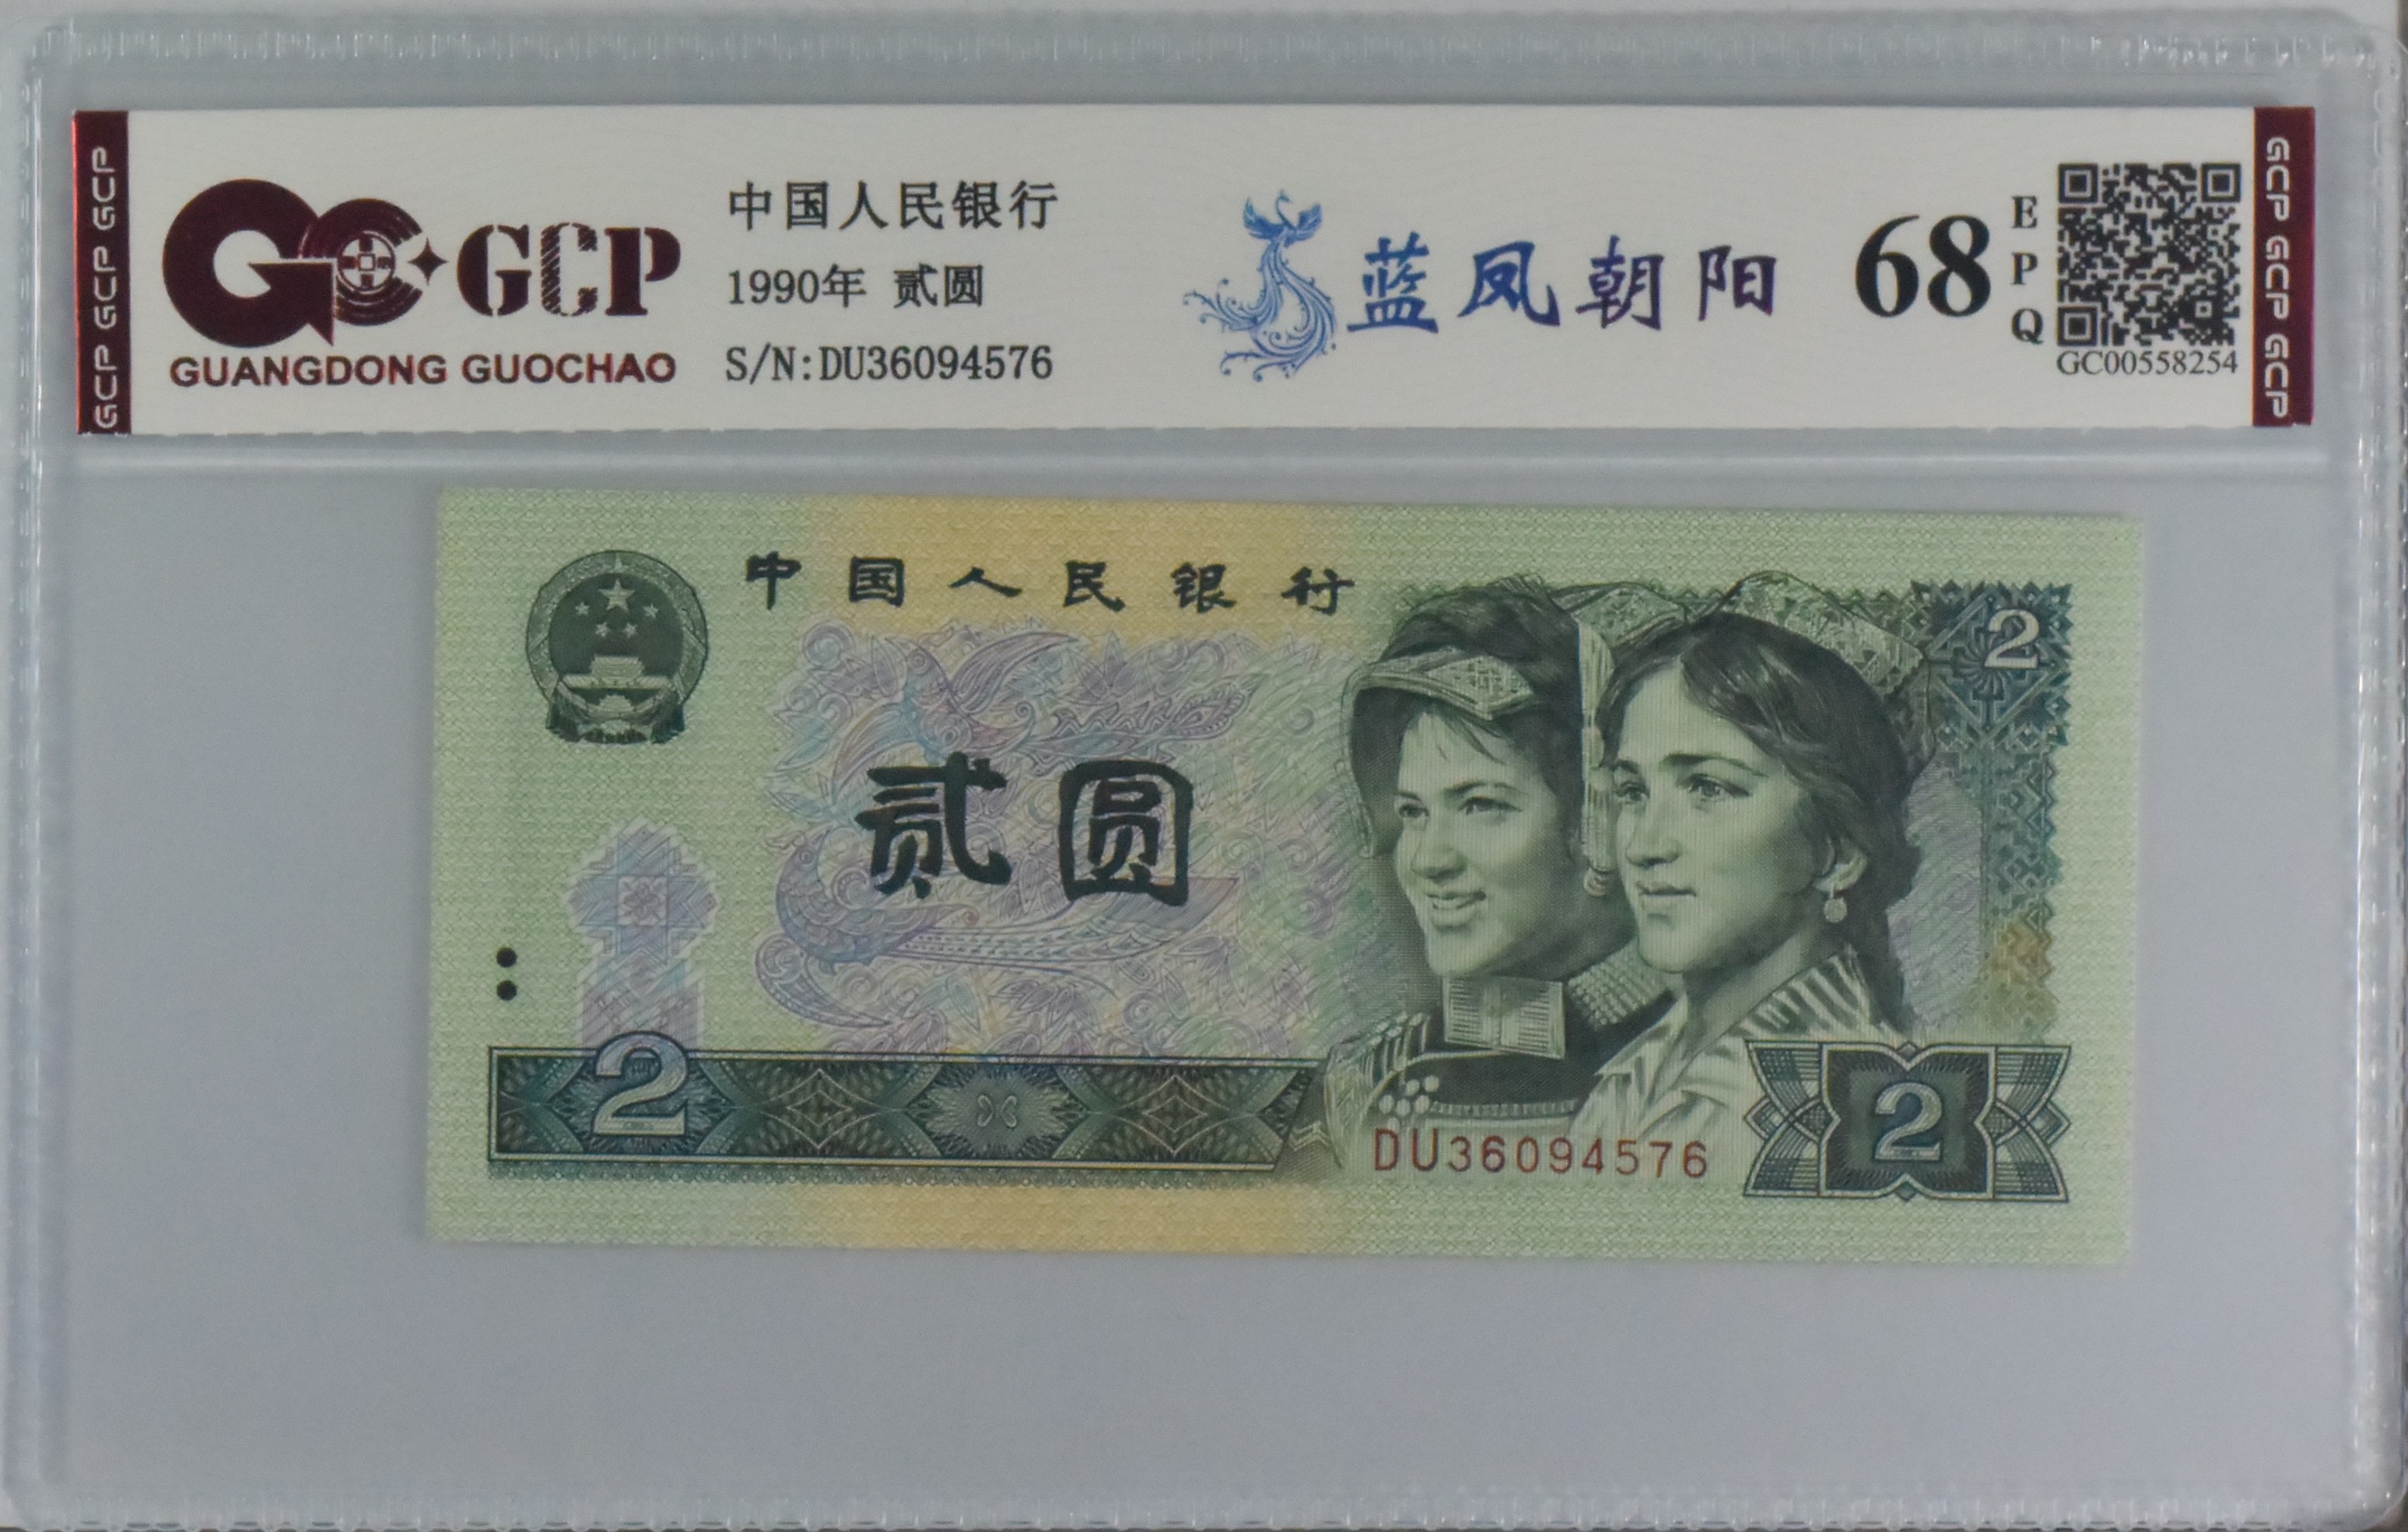 GCP GCP GCP
GCP
GUANGDONG GUOCHAO
中国人民银行
1990年 贰圆
S/N:DU36094576
蓝凤朝阳
68
EPQ
GC00558254
GCP GCP GCP
中国人民银行
2
贰圆
2
DU36094576
2